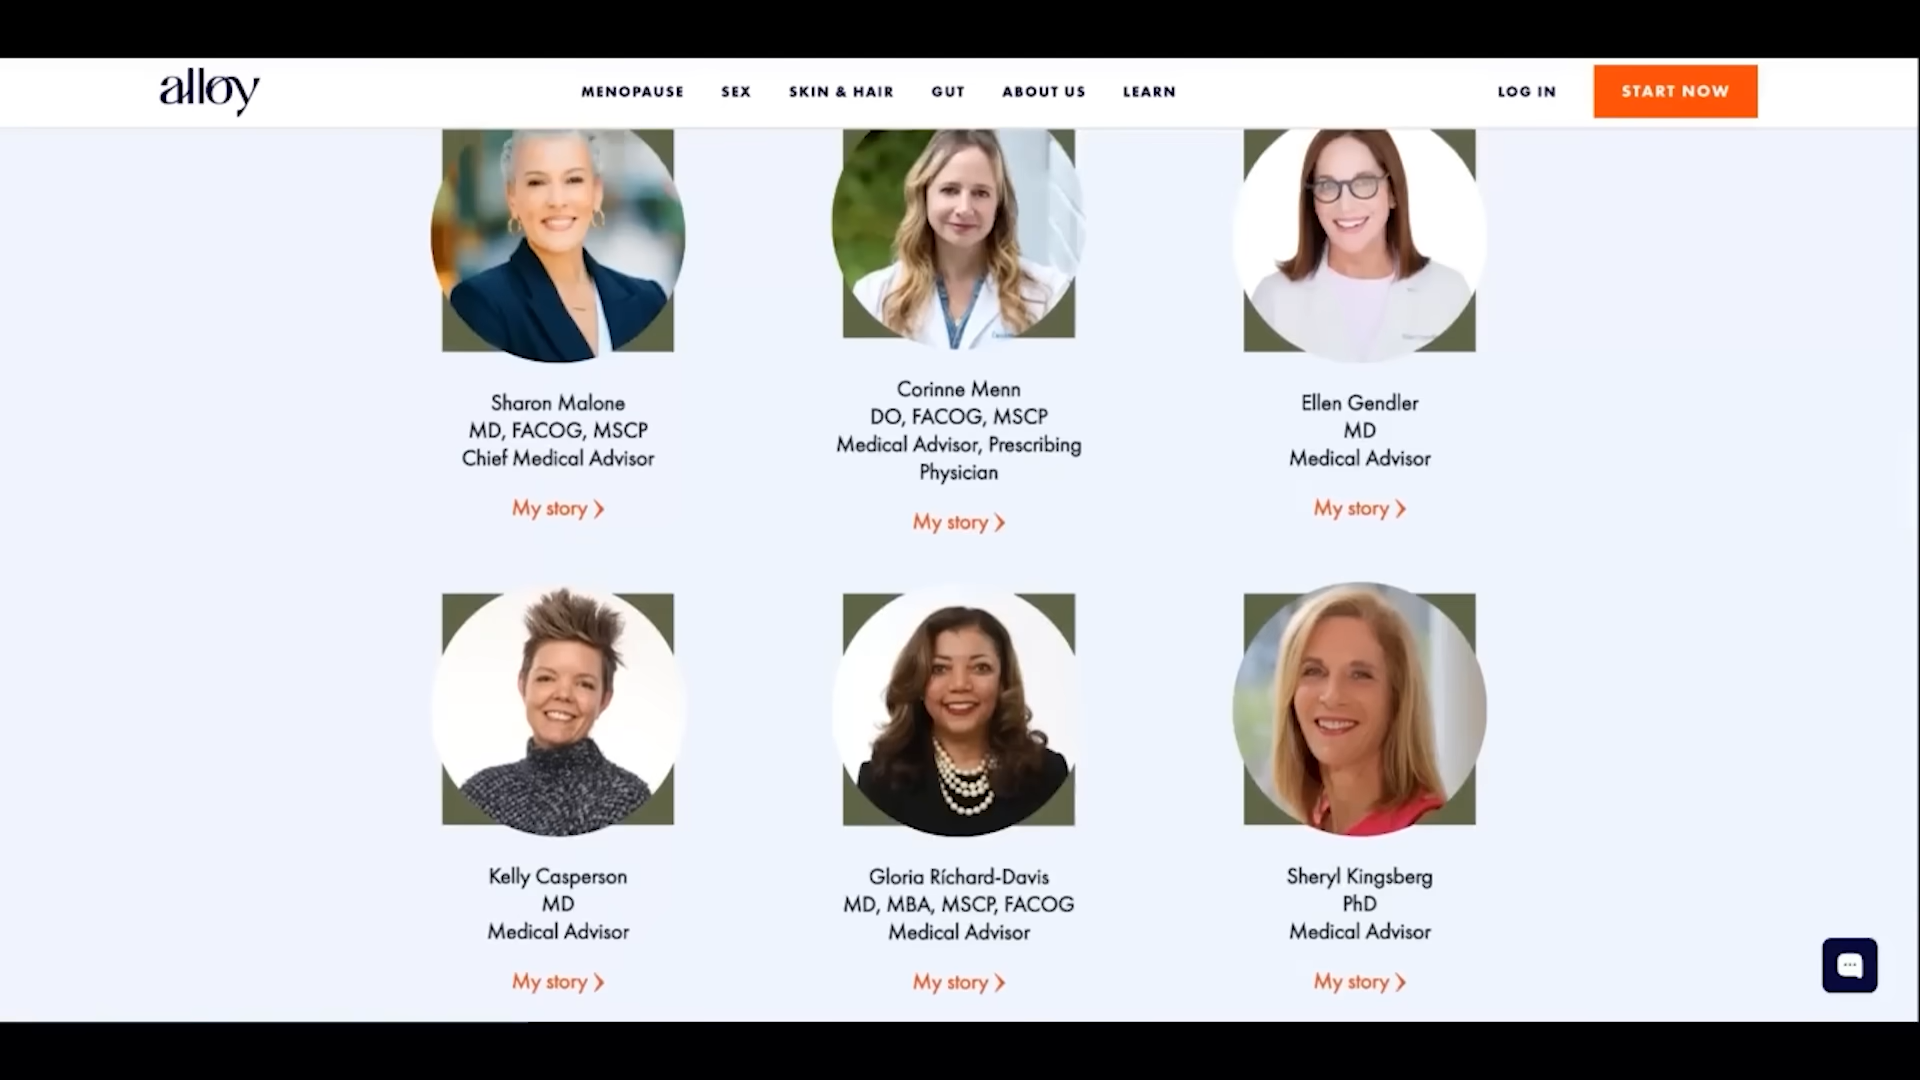 alloy
MENOPAUSE SEX SKIN & HAIR GUT ABOUT US LEARN
LOG IN START NOW
Sharon Malone
MD, FACOG, MSCP
Chief Medical Advisor
My story
Corinne Menn
DO, FACOG, MSCP
Medical Advisor, Prescribing
Physician
My story
Ellen Gendler
MD
Medical Advisor
My story
Kelly Casperson
MD
Medical Advisor
My story
Gloria Ríchard-Davis
MD, MBA, MSCP, FACOG
Medical Advisor
My story
Sheryl Kingsberg
PhD
Medical Advisor
My story